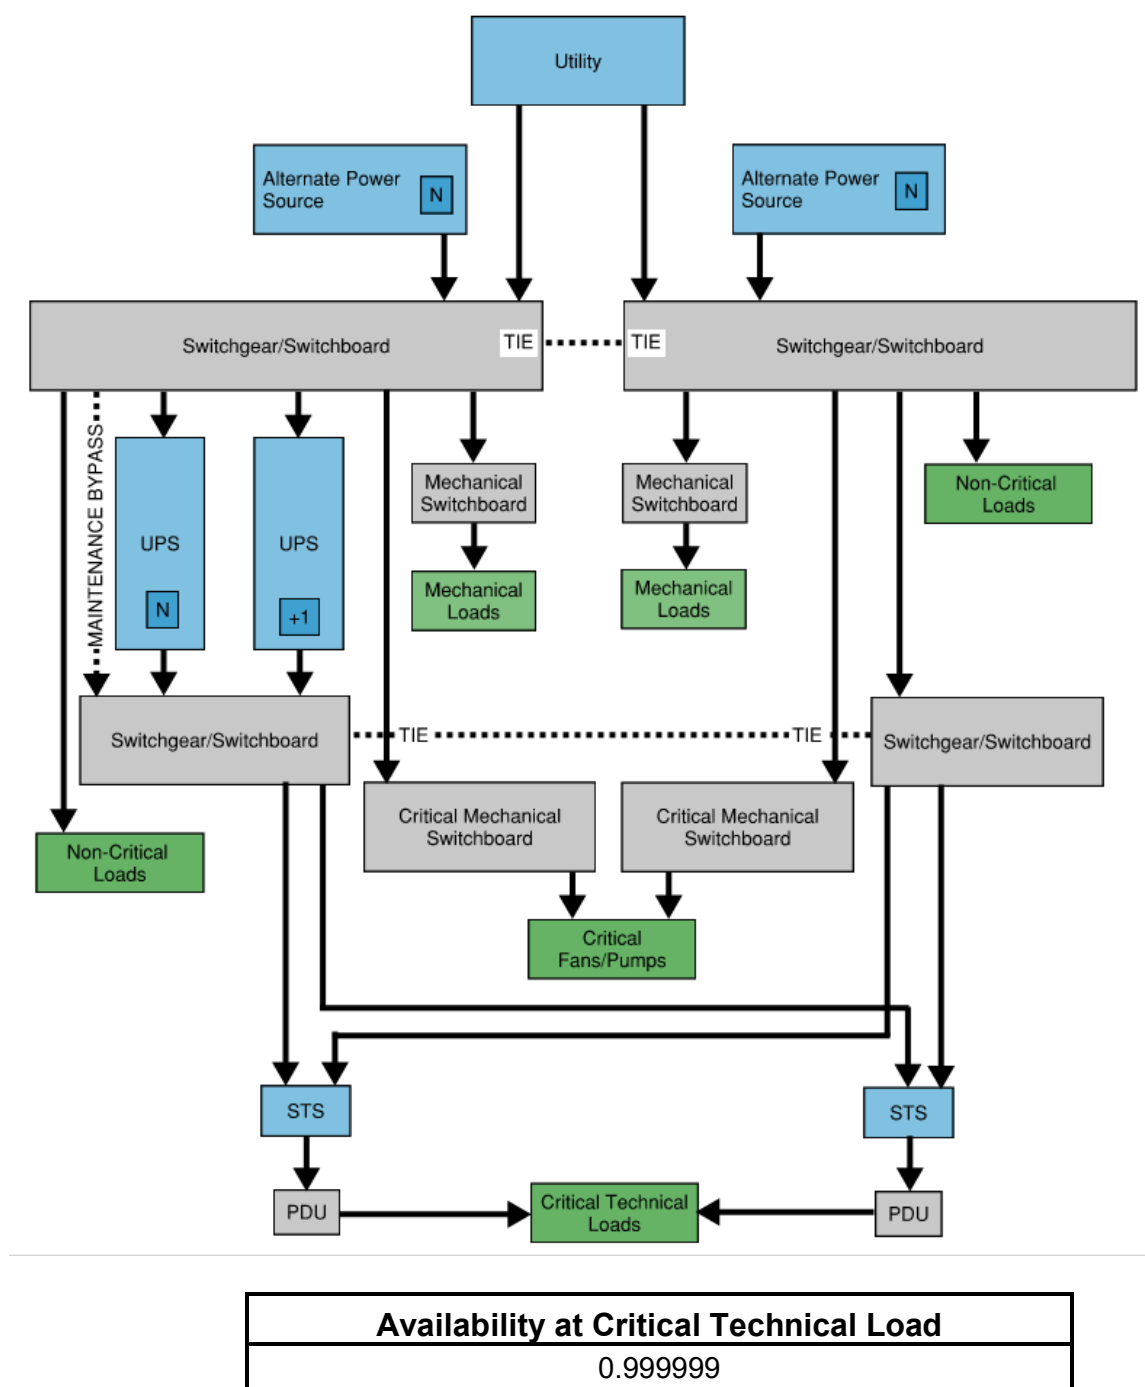 Utility
Alternate Power
Source
N
Alternate Power
Source
N
Switchgear/Switchboard
TIE
TIE
Switchgear/Switchboard
MAINTENANCE BYPASS
UPS
N
UPS
+1
Mechanical
Switchboard
Mechanical
Switchboard
Non-Critical
Loads
Mechanical
Loads
Mechanical
Loads
Switchgear/Switchboard
TIE
TIE
Switchgear/Switchboard
Critical Mechanical
Switchboard
Critical Mechanical
Switchboard
Non-Critical
Loads
Critical
Fans/Pumps
STS
STS
PDU
Critical Technical
Loads
PDU
Availability at Critical Technical Load
0.999999